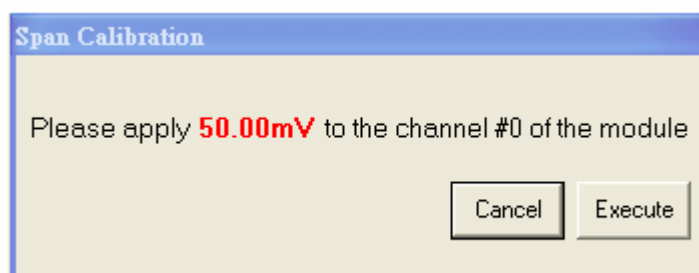 Span Calibration
Please apply 50.00mV to the channel #0 of the module
Cancel Execute